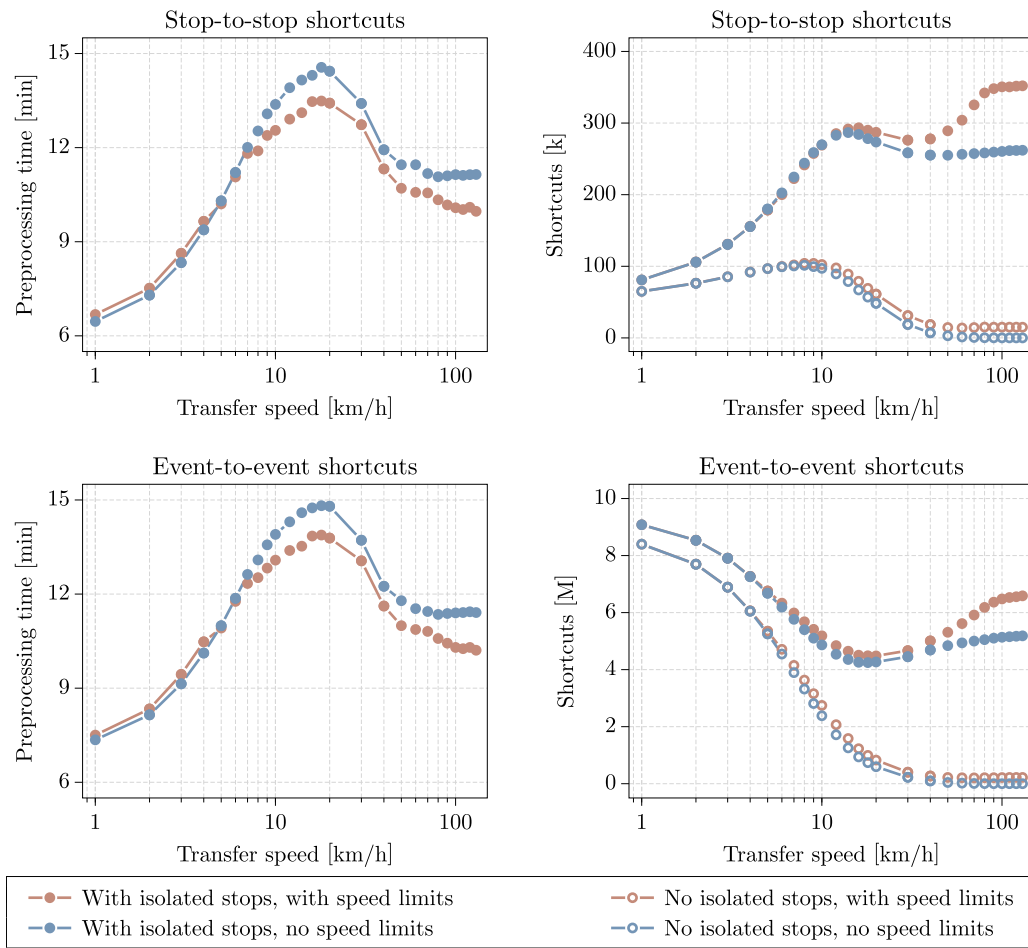 Stop-to-stop shortcuts
Preprocessing time [min]
15
12
9
6
1
10
100
Transfer speed [km/h]
Stop-to-stop shortcuts
Shortcuts [k]
400
300
200
100
0
1
10
100
Transfer speed [km/h]
Event-to-event shortcuts
Preprocessing time [min]
15
12
9
6
1
10
100
Transfer speed [km/h]
Event-to-event shortcuts
Shortcuts [M]
10
8
6
4
2
0
1
10
100
Transfer speed [km/h]
With isolated stops, with speed limits
With isolated stops, no speed limits
No isolated stops, with speed limits
No isolated stops, no speed limits